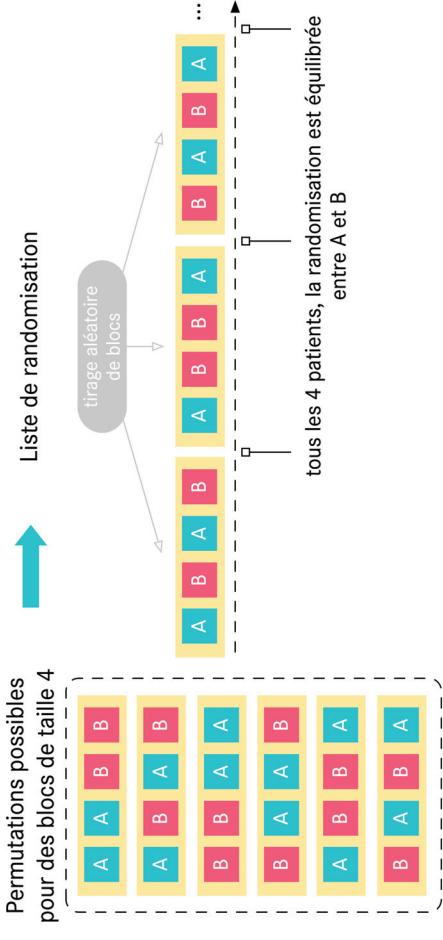 Permutations possibles
pour des blocs de taille 4
A A B B
A B A B
B B A A
B A A B
A B B A
B A B A
Liste de randomisation
tirage aléatoire
de blocs
A B A B A B B A B A B A ...
tous les 4 patients, la randomisation est équilibrée
entre A et B